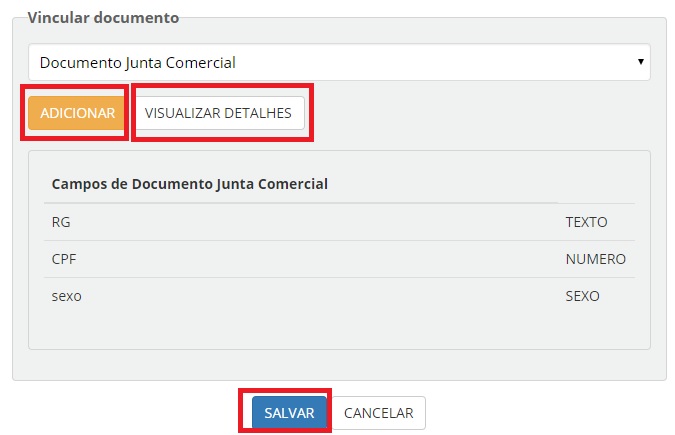 Vincular documento
Documento Junta Comercial
ADICIONAR VISUALIZAR DETALHES
Campos de Documento Junta Comercial
RG TEXTO
CPF NUMERO
sexo SEXO
SALVAR CANCELAR